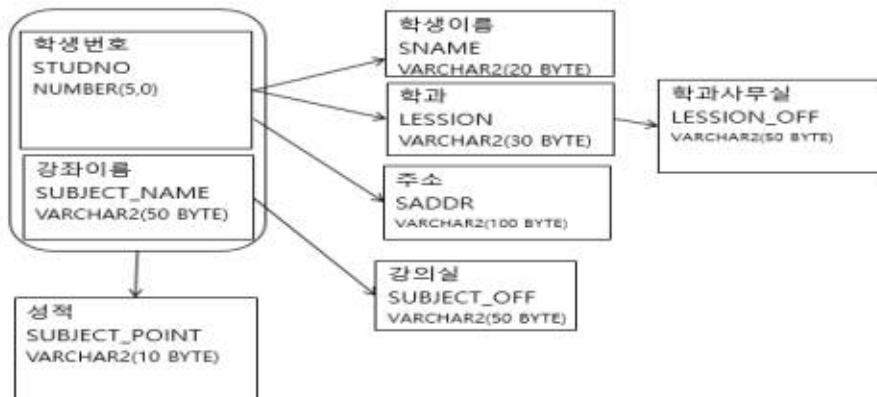 학생번호
STUDNO
NUMBER(5,0)
강좌이름
SUBJECT_NAME
VARCHAR2(50 BYTE)
성적
SUBJECT_POINT
VARCHAR2(10 BYTE)
학생이름
SNAME
VARCHAR2(20 BYTE)
학과
LESSION
VARCHAR2(30 BYTE)
주소
SADDR
VARCHAR2(100 BYTE)
강의실
SUBJECT_OFF
VARCHAR2(50 BYTE)
학과사무실
LESSION_OFF
VARCHAR2(50 BYTE)